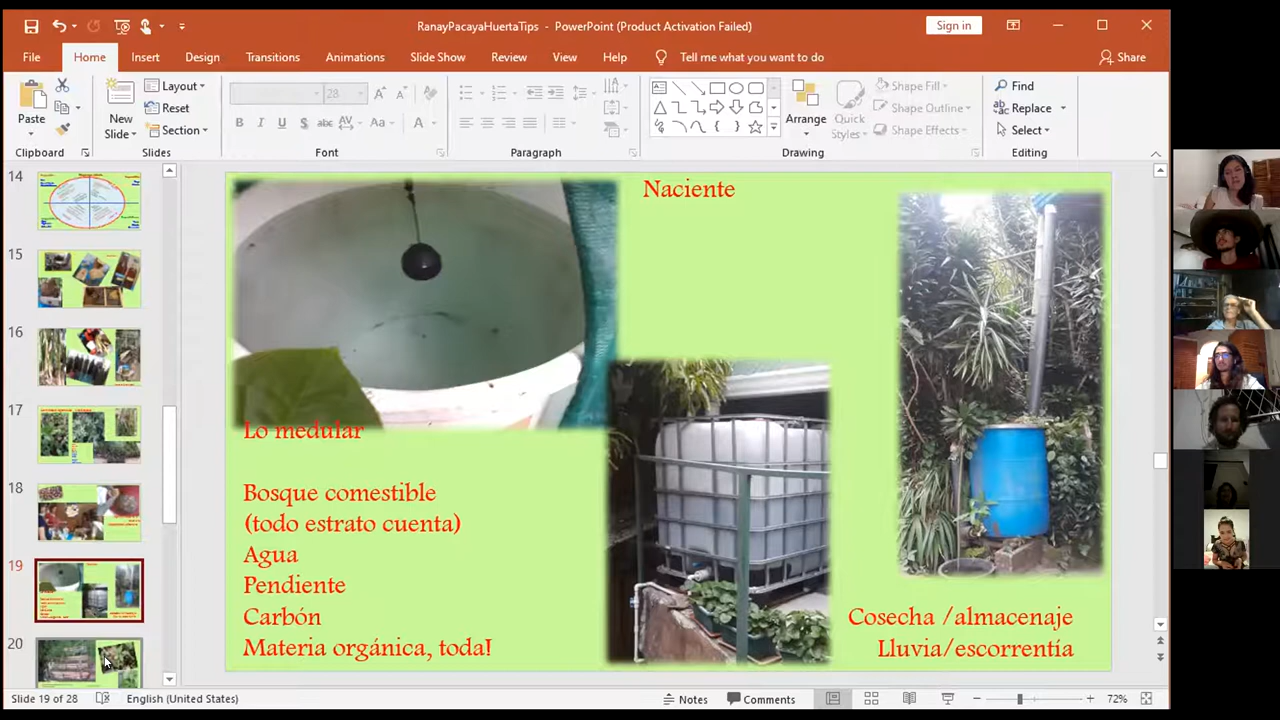 RanayPacayaHuertaTips - PowerPoint (Product Activation Failed)
Sign in
File
Home
Insert
Design
Transitions
Animations
Slide Show
Review
View
Help
Tell me what you want to do
Share
Paste
Clipboard
New
Slide
Layout
Reset
Section
Slides
28
B I U S abc AV Aa A
Font
Paragraph
Arrange
Quick
Styles
Shape Fill
Shape Outline
Shape Effects
Drawing
Find
Replace
Select
Editing
14
15
16
17
18
19
20
Naciente
Lo medular
Bosque comestible
(todo estrato cuenta)
Agua
Pendiente
Carbón
Materia orgánica, toda!
Cosecha /almacenaje
Lluvia/escorrentía
Slide 19 of 28
English (United States)
Notes
Comments
72%